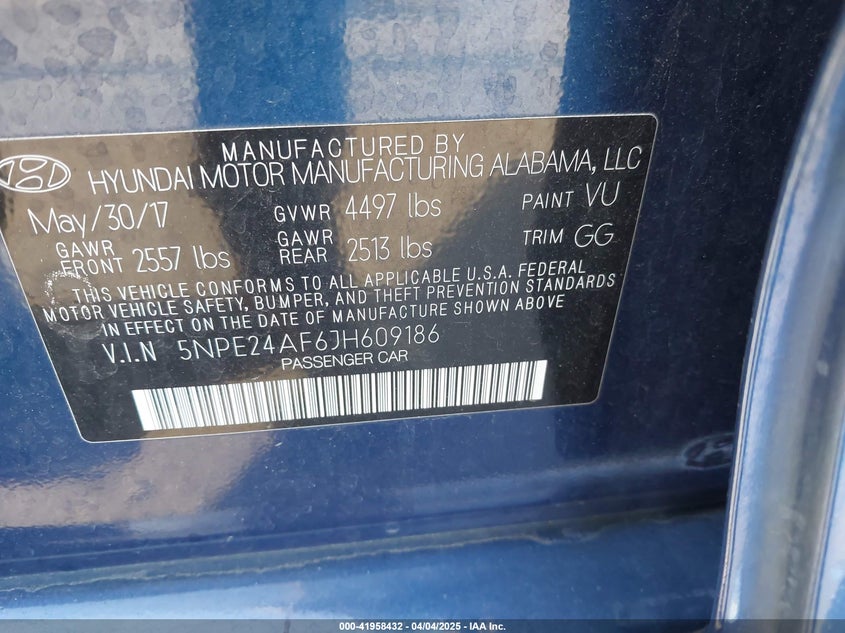 MANUFACTURED BY
HYUNDAI MOTOR MANUFACTURING ALABAMA, LLC
May/30/17 GVWR 4497 lbs PAINT VU
GAWR FRONT 2557 lbs GAWR REAR 2513 lbs TRIM GG
THIS VEHICLE CONFORMS TO ALL APPLICABLE U.S.A. FEDERAL
MOTOR VEHICLE SAFETY, BUMPER, AND THEFT PREVENTION STANDARDS
IN EFFECT ON THE DATE OF MANUFACTURE SHOWN ABOVE
V.I.N 5NPE24AF6JH609186
PASSENGER CAR
000-41958432 - 04/04/2025 - IAA Inc.